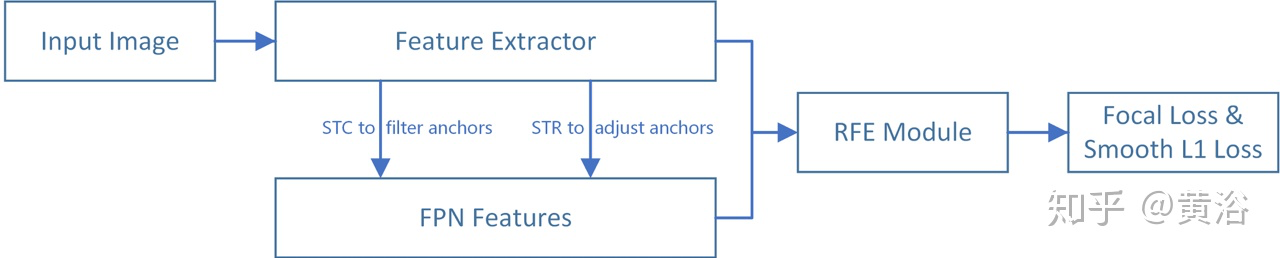 Input Image
Feature Extractor
STC to filter anchors
STR to adjust anchors
FPN Features
RFE Module
Focal Loss &
Smooth L1 Loss
知乎 @黄浴